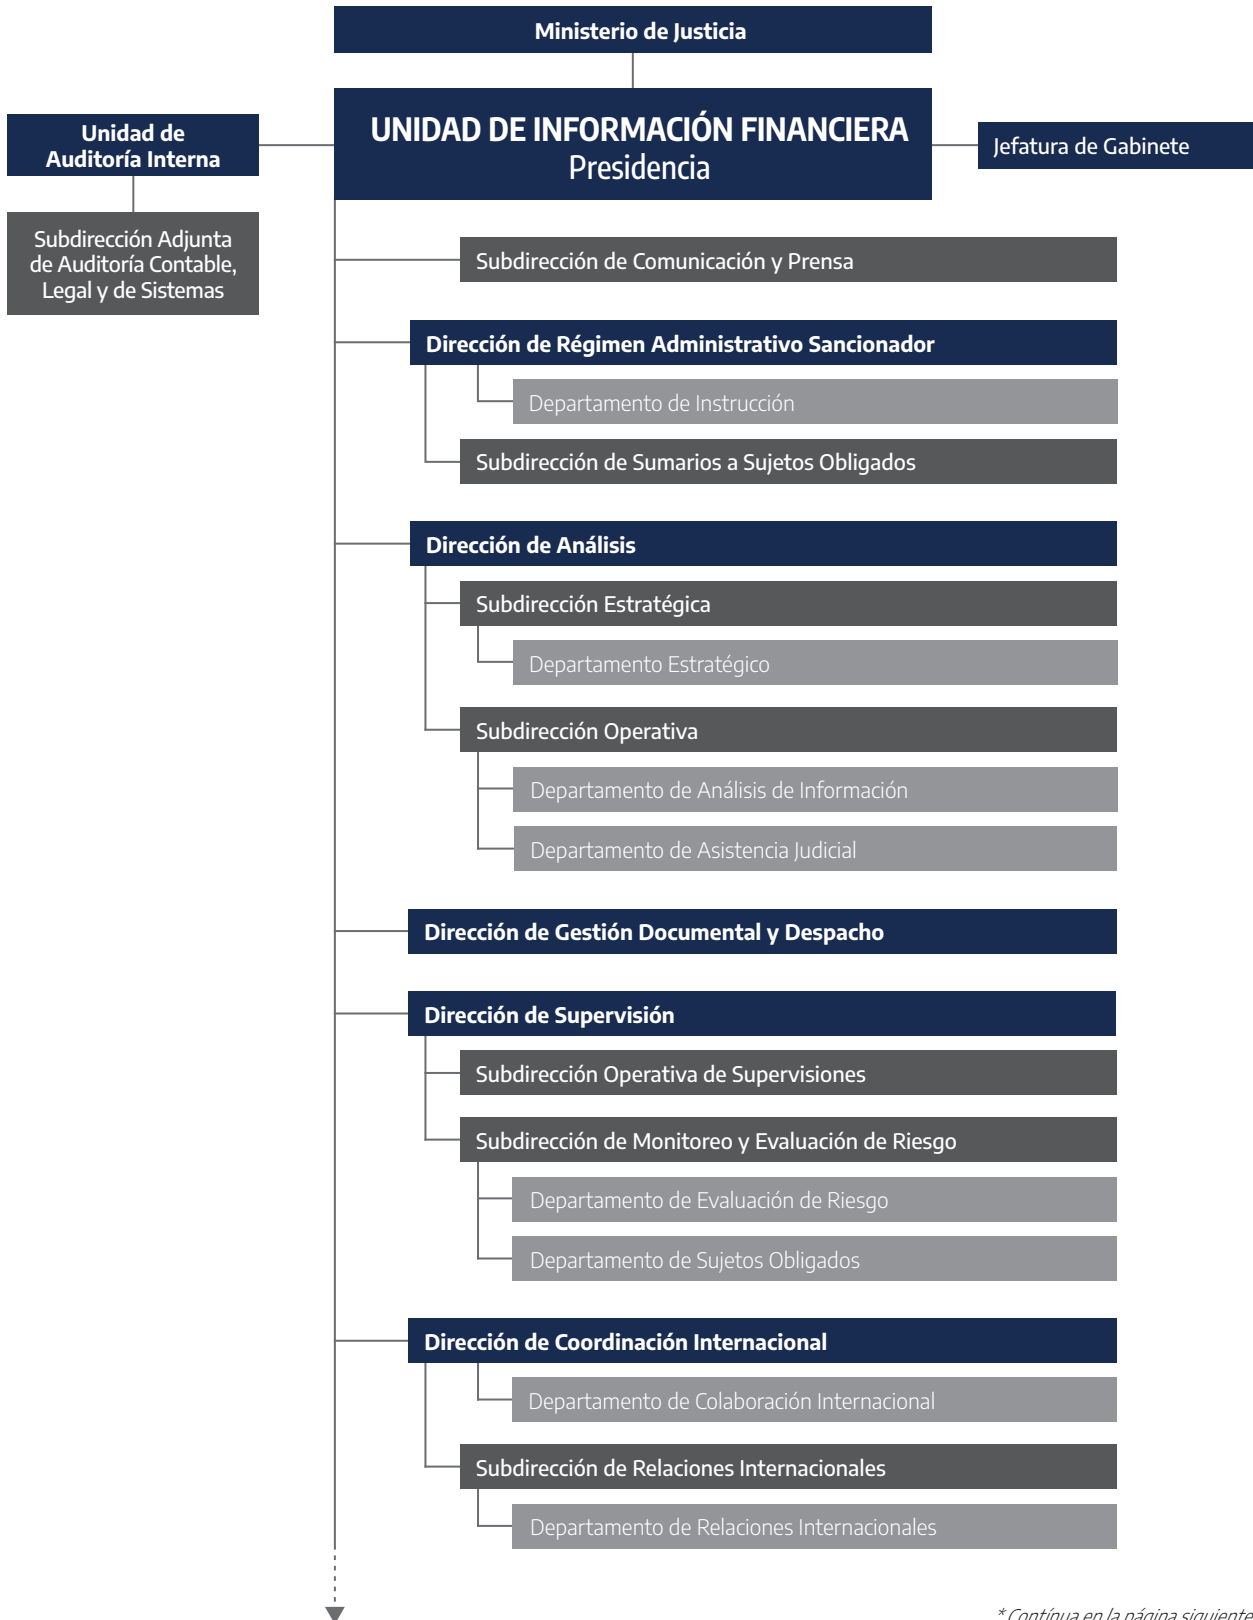 Ministerio de Justicia
UNIDAD DE INFORMACIÓN FINANCIERA
Presidencia
Unidad de
Auditoría Interna
Jefatura de Gabinete
Subdirección Adjunta
de Auditoría Contable,
Legal y de Sistemas
Subdirección de Comunicación y Prensa
Dirección de Régimen Administrativo Sancionador
Departamento de Instrucción
Subdirección de Sumarios a Sujetos Obligados
Dirección de Análisis
Subdirección Estratégica
Departamento Estratégico
Subdirección Operativa
Departamento de Análisis de Información
Departamento de Asistencia Judicial
Dirección de Gestión Documental y Despacho
Dirección de Supervisión
Subdirección Operativa de Supervisiones
Subdirección de Monitoreo y Evaluación de Riesgo
Departamento de Evaluación de Riesgo
Departamento de Sujetos Obligados
Dirección de Coordinación Internacional
Departamento de Colaboración Internacional
Subdirección de Relaciones Internacionales
Departamento de Relaciones Internacionales
* Contínua en la página siguiente